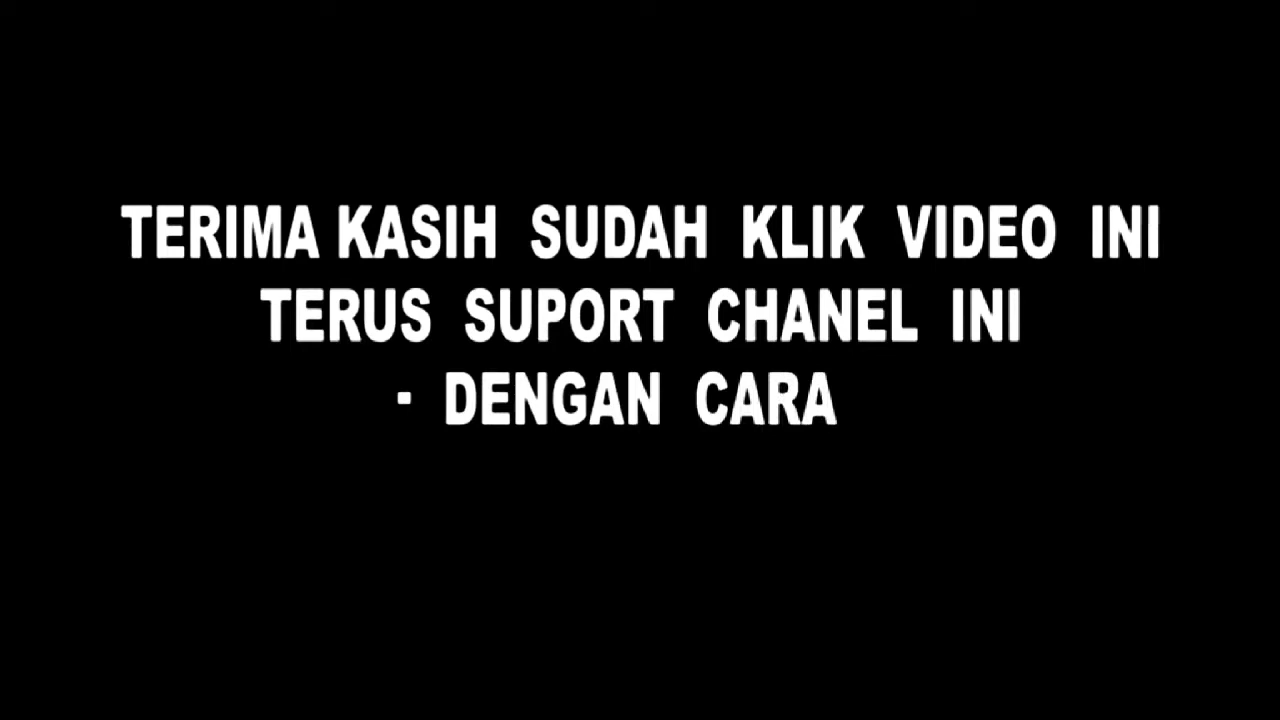 TERIMA KASIH SUDAH KLIK VIDEO INI
TERUS SUPORT CHANEL INI
- DENGAN CARA